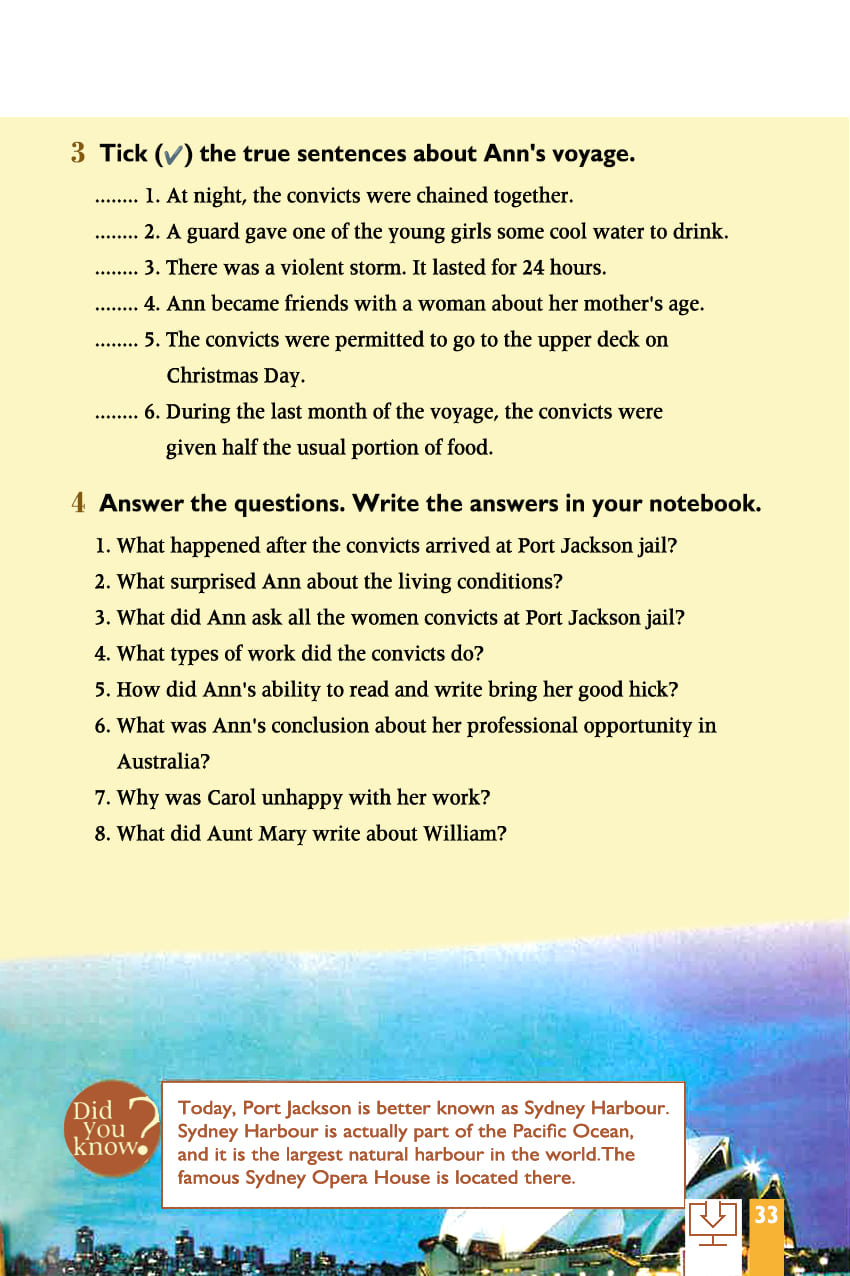 3 Tick (✔) the true sentences about Ann's voyage.
........ 1. At night, the convicts were chained together.
........ 2. A guard gave one of the young girls some cool water to drink.
........ 3. There was a violent storm. It lasted for 24 hours.
........ 4. Ann became friends with a woman about her mother's age.
........ 5. The convicts were permitted to go to the upper deck on
Christmas Day.
........ 6. During the last month of the voyage, the convicts were
given half the usual portion of food.
4 Answer the questions. Write the answers in your notebook.
1. What happened after the convicts arrived at Port Jackson jail?
2. What surprised Ann about the living conditions?
3. What did Ann ask all the women convicts at Port Jackson jail?
4. What types of work did the convicts do?
5. How did Ann's ability to read and write bring her good hick?
6. What was Ann's conclusion about her professional opportunity in
Australia?
7. Why was Carol unhappy with her work?
8. What did Aunt Mary write about William?
Did
you
know?
Today, Port Jackson is better known as Sydney Harbour.
Sydney Harbour is actually part of the Pacific Ocean,
and it is the largest natural harbour in the world.The
famous Sydney Opera House is located there.
33